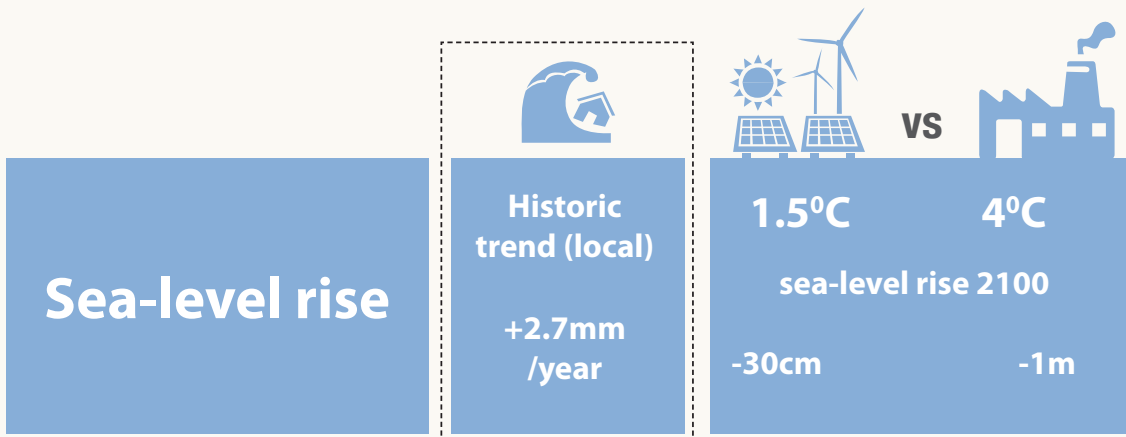 Sea-level rise
Historic
trend (local)
+2.7mm
/year
vs
1.5⁰C 4⁰C
sea-level rise 2100
-30cm -1m